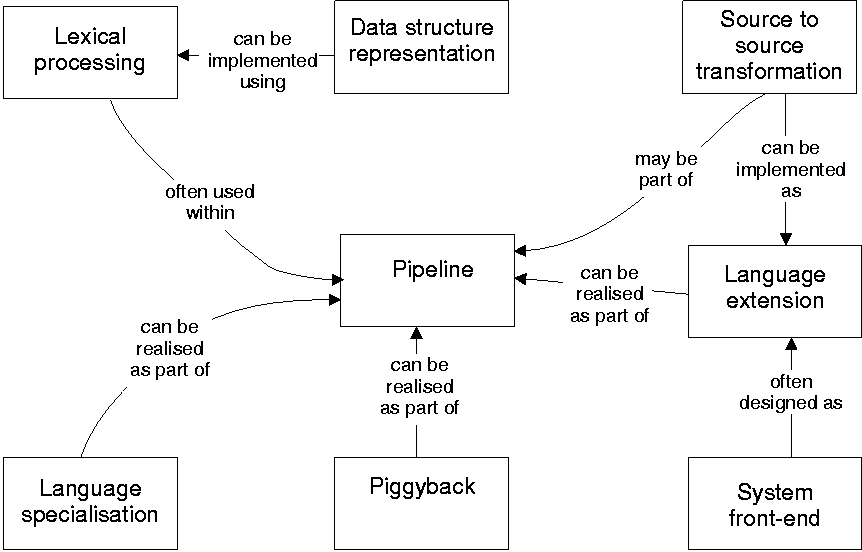 Lexical
processing
can be
implemented
using
Data structure
representation
Source to
source
transformation
often used
within
may be
part of
can be
implemented
as
Pipeline
can be
realised
as part of
Language
extension
can be
realised
as part of
can be
realised
as part of
often
designed as
Language
specialisation
Piggyback
System
front-end